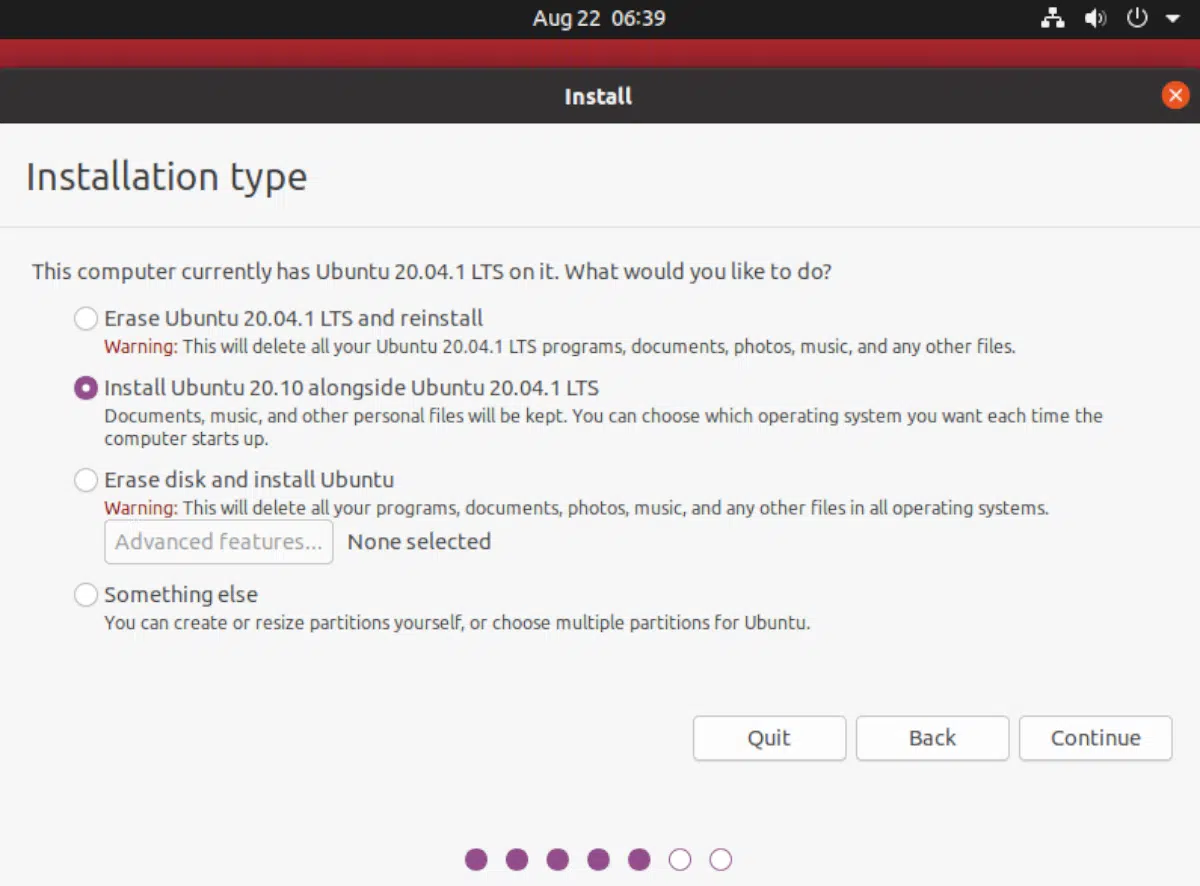 Aug 22 06:39
Install
Installation type
This computer currently has Ubuntu 20.04.1 LTS on it. What would you like to do?
Erase Ubuntu 20.04.1 LTS and reinstall
Warning: This will delete all your Ubuntu 20.04.1 LTS programs, documents, photos, music, and any other files.
Install Ubuntu 20.10 alongside Ubuntu 20.04.1 LTS
Documents, music, and other personal files will be kept. You can choose which operating system you want each time the
computer starts up.
Erase disk and install Ubuntu
Warning: This will delete all your programs, documents, photos, music, and any other files in all operating systems.
Advanced features... None selected
Something else
You can create or resize partitions yourself, or choose multiple partitions for Ubuntu.
Quit Back Continue